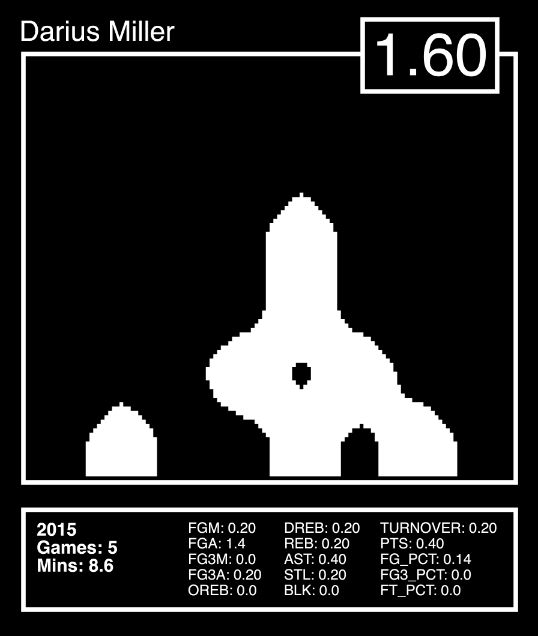 Darius Miller
1.60
2015
Games: 5
Mins: 8.6
FGM: 0.20
FGA: 1.4
FG3M: 0.0
FG3A: 0.20
OREB: 0.0
DREB: 0.20
REB: 0.20
AST: 0.40
STL: 0.20
BLK: 0.0
TURNOVER: 0.20
PTS: 0.40
FG_PCT: 0.14
FG3_PCT: 0.0
FT_PCT: 0.0